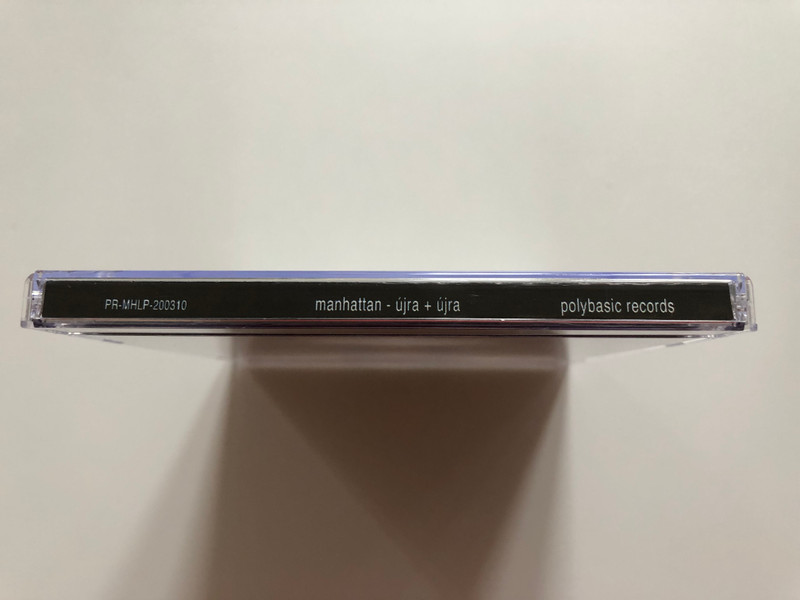 PR-MHLP-200310 manhattan - újra + újra polybasic records